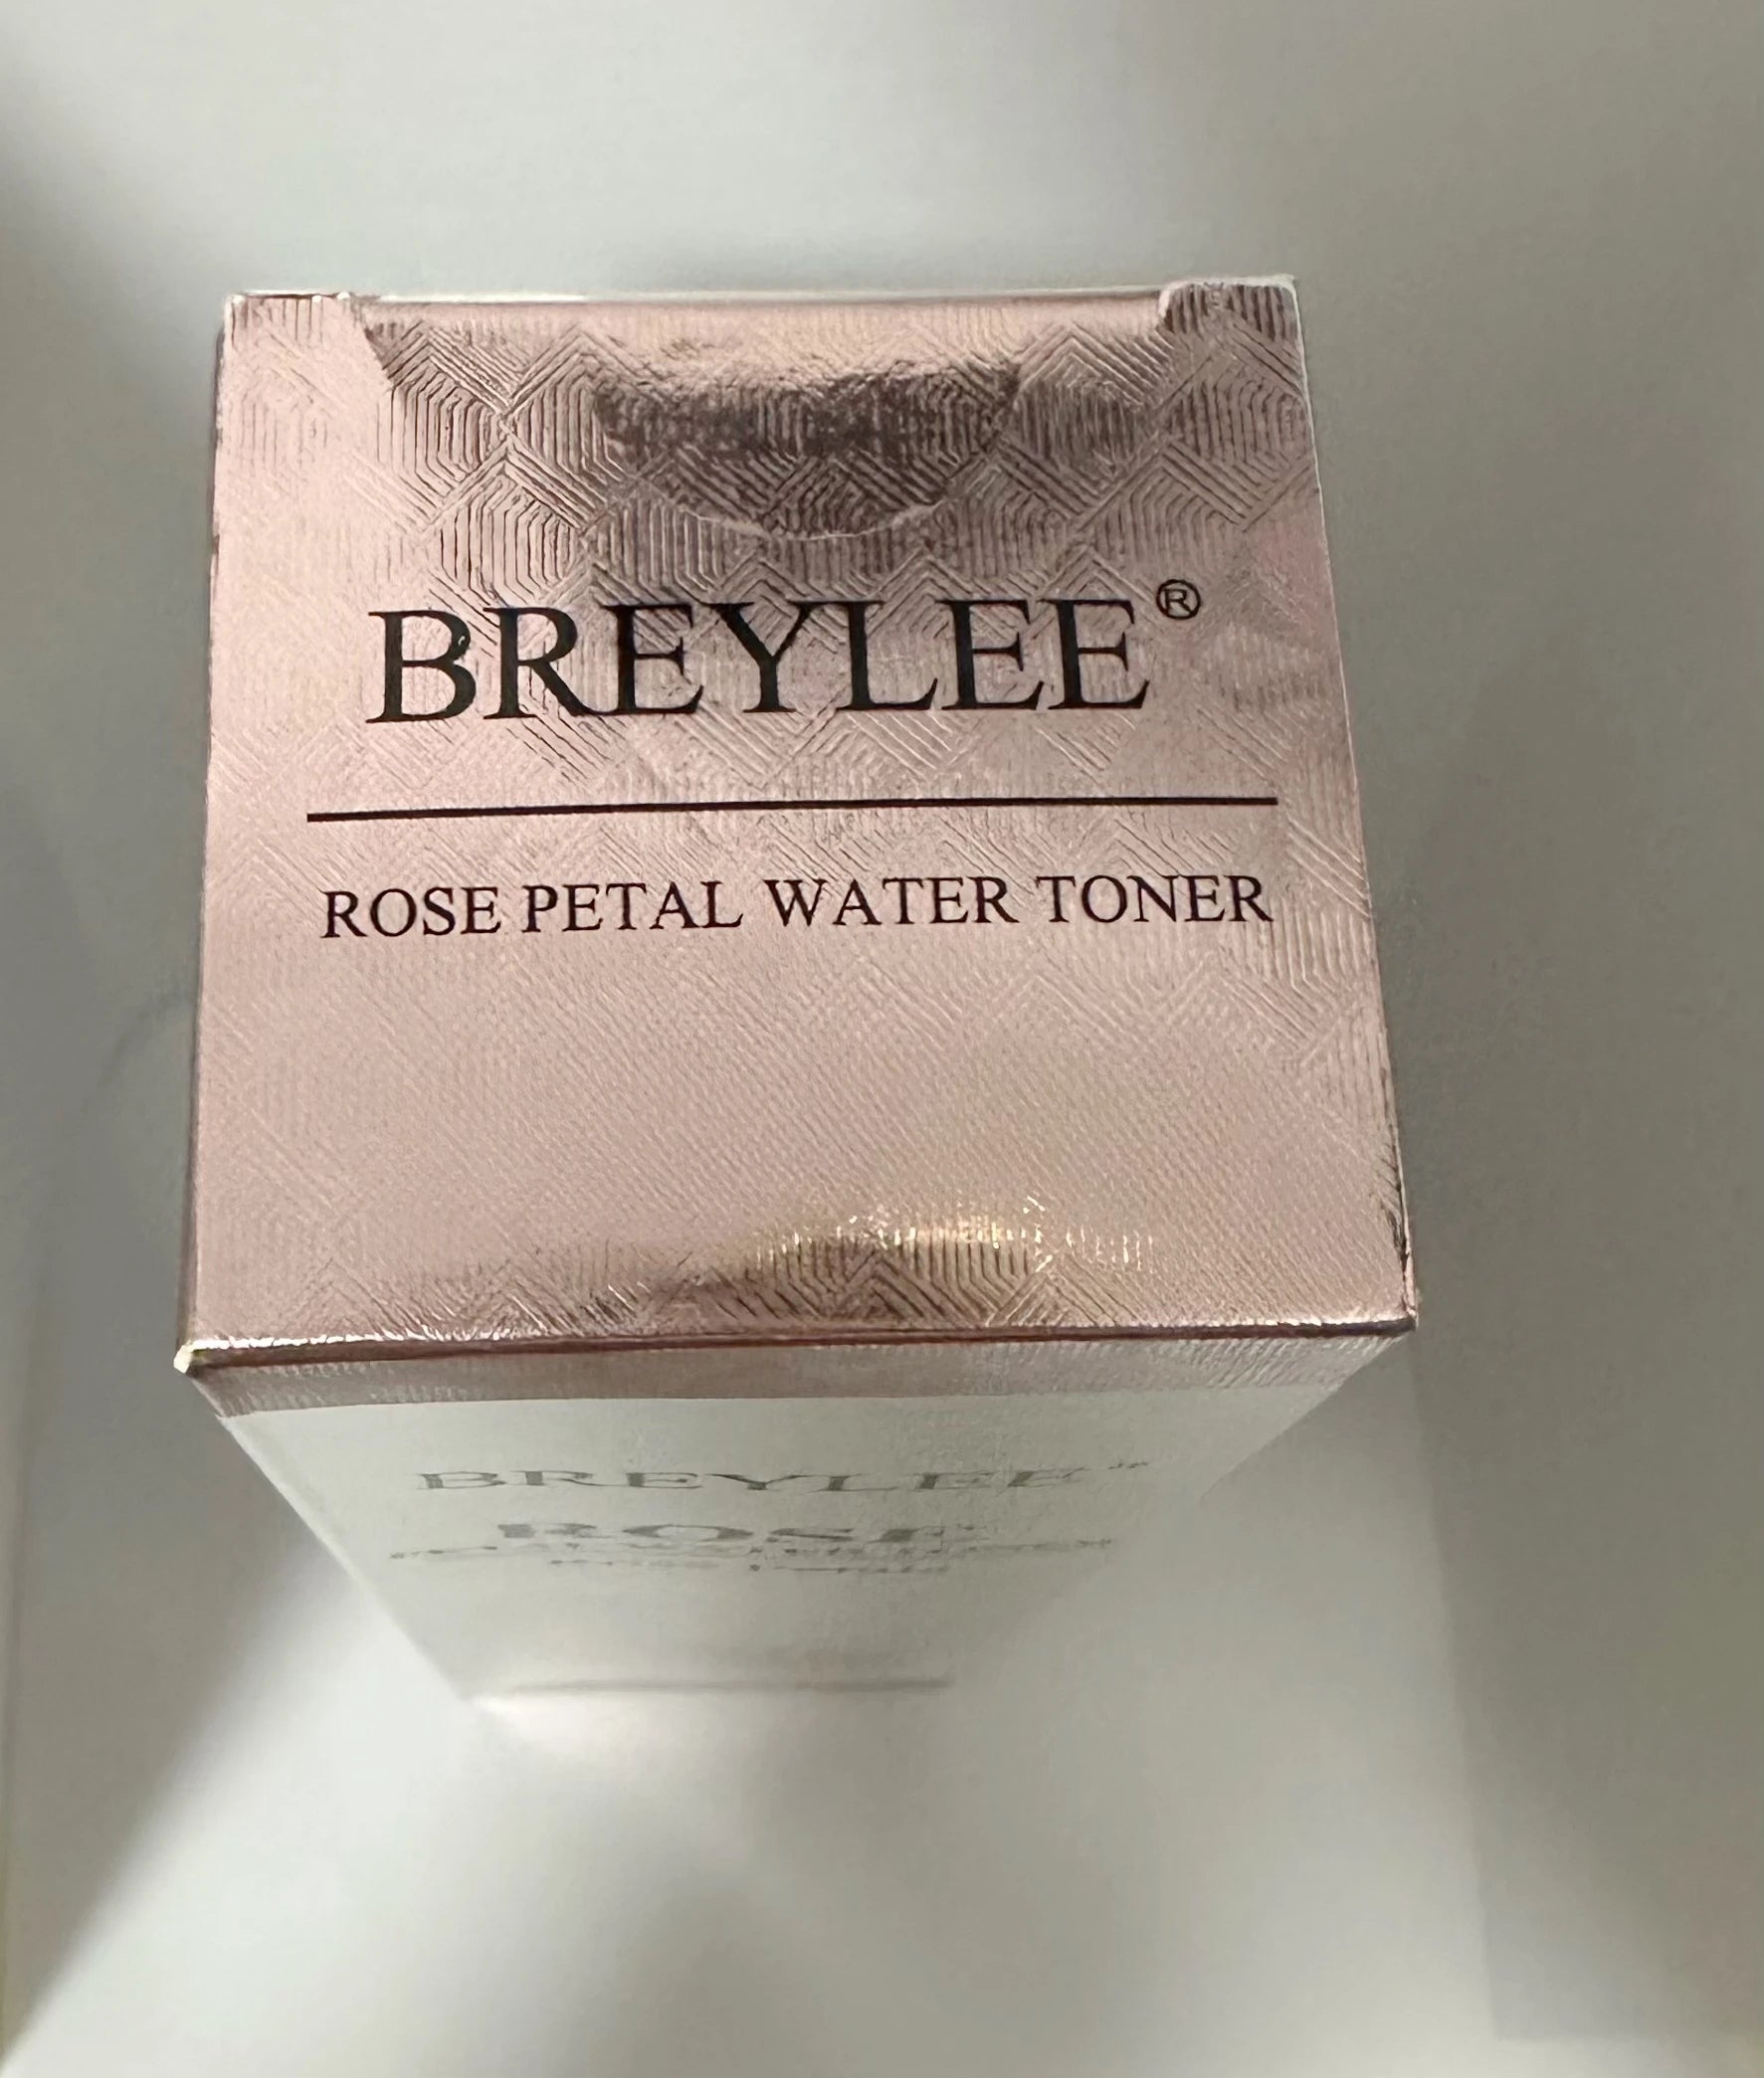 BREYLEE®
ROSE PETAL WATER TONER
BREYLEE
ROSE